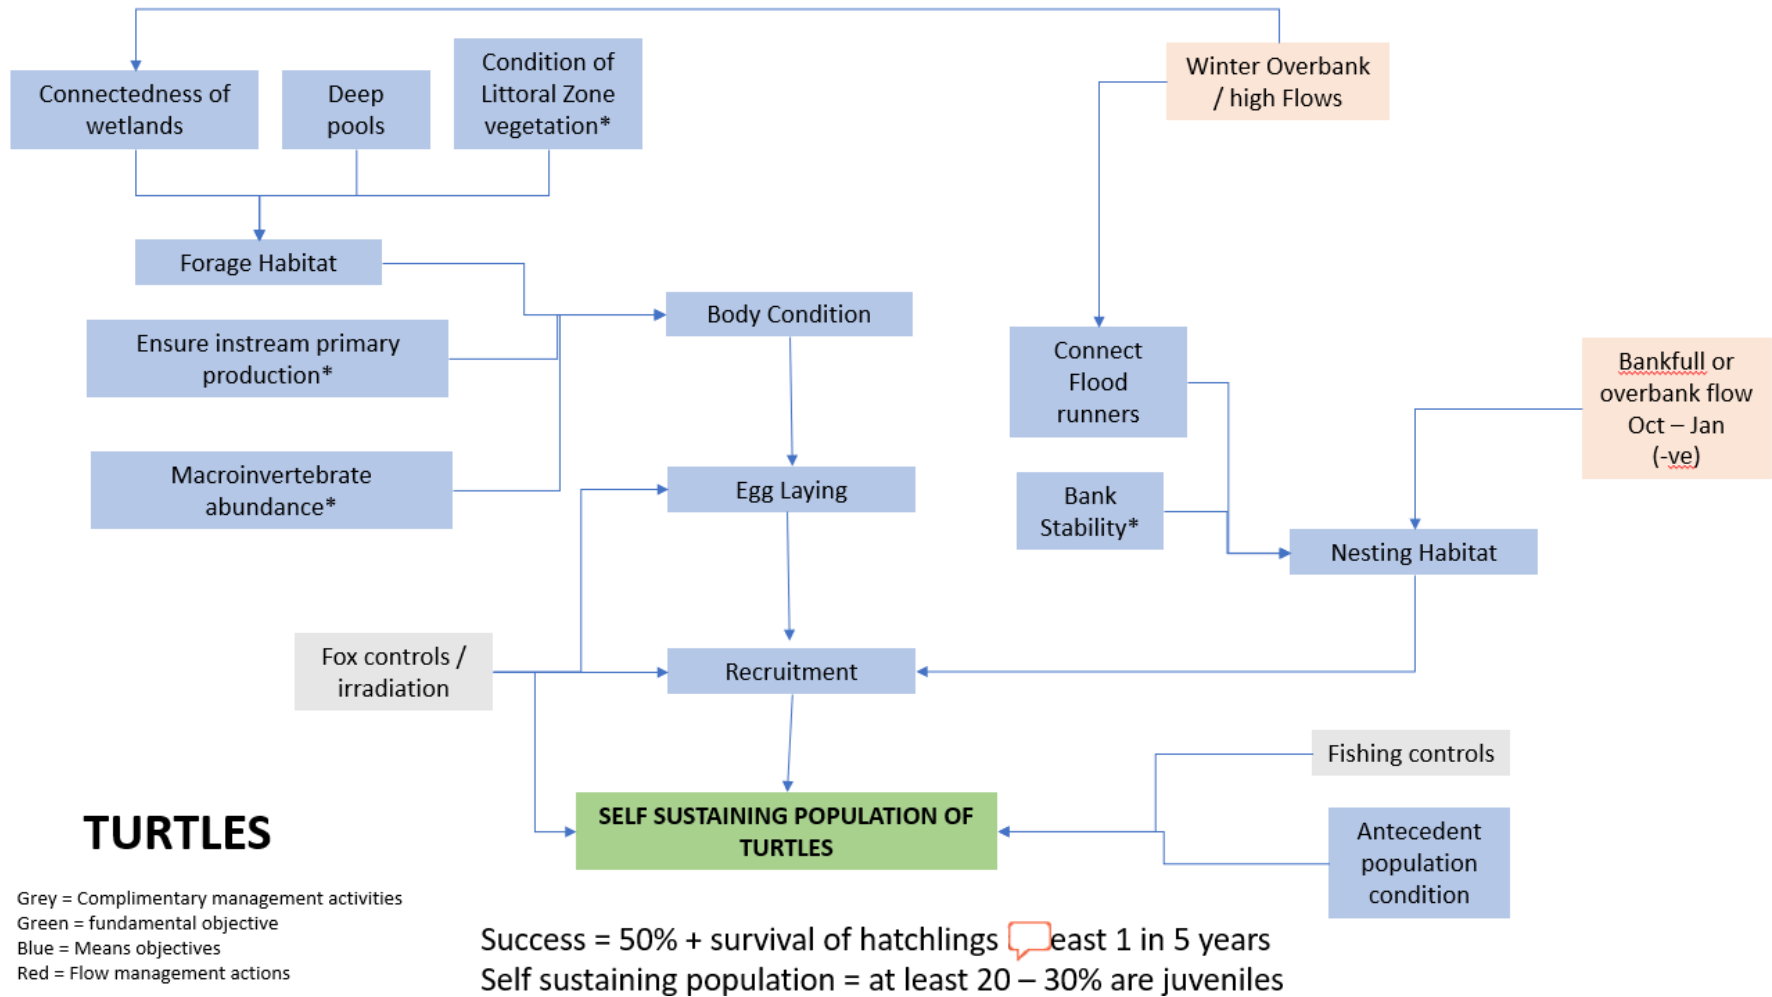 Winter Overbank
/ high Flows
Connectedness of
wetlands
Deep
pools
Condition of
Littoral Zone
vegetation*
Forage Habitat
Ensure instream primary
production*
Macroinvertebrate
abundance*
Body Condition
Egg Laying
Connect
Flood
runners
Bank
Stability*
Bankfull or
overbank flow
Oct – Jan
(-ve)
Nesting Habitat
Fox controls /
irradiation
Recruitment
Fishing controls
SELF SUSTAINING POPULATION OF
TURTLES
Antecedent
population
condition
TURTLES
Grey = Complimentary management activities
Green = fundamental objective
Blue = Means objectives
Red = Flow management actions
Success = 50% + survival of hatchlings east 1 in 5 years
Self sustaining population = at least 20 – 30% are juveniles